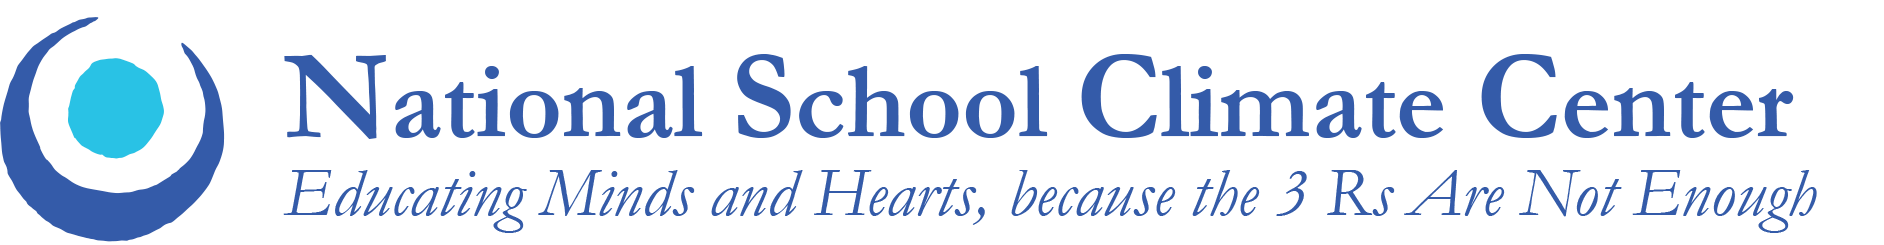 National School Climate Center
Educating Minds and Hearts, because the 3 Rs Are Not Enough